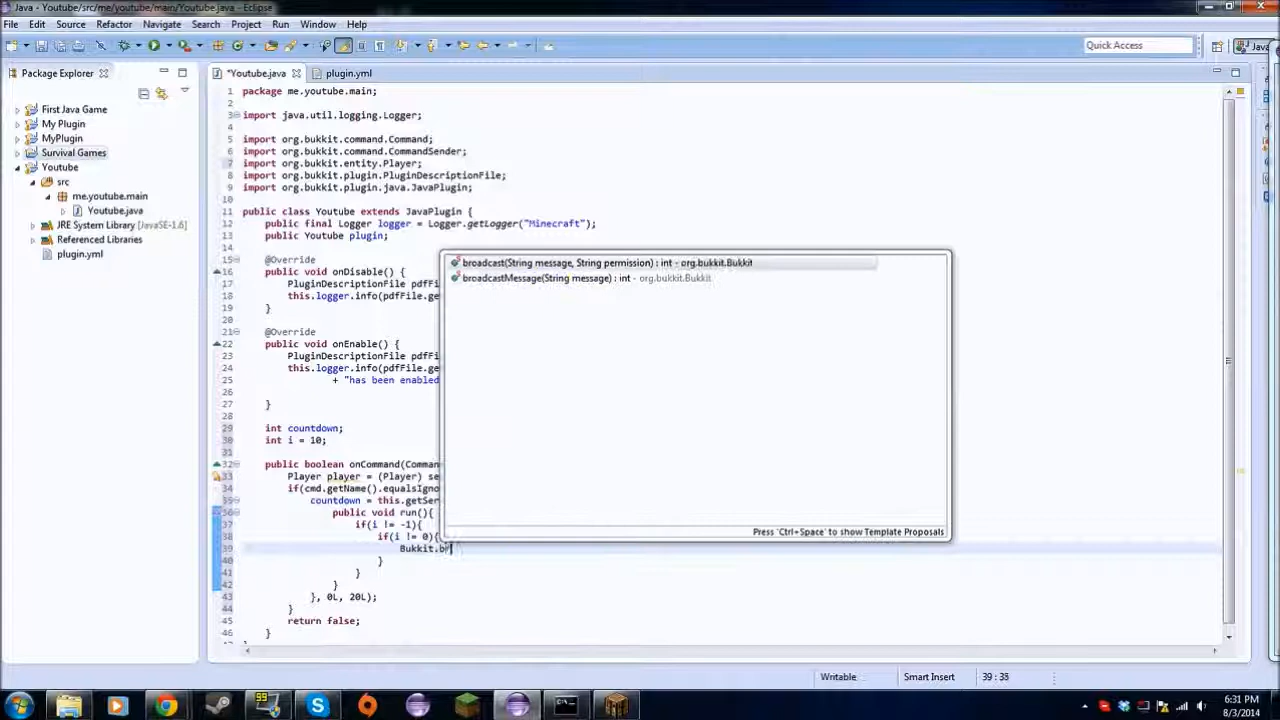 Java - Youtube/src/me/youtube/main/Youtube.java - Eclipse
File Edit Source Refactor Navigate Search Project Run Window Help
Quick Access
Java
Package Explorer
*Youtube.java
plugin.yml
First Java Game
My Plugin
MyPlugin
Survival Games
Youtube
src
me.youtube.main
Youtube.java
JRE System Library [JavaSE-1.6]
Referenced Libraries
plugin.yml
1 package me.youtube.main;
2
3 import java.util.logging.Logger;
4
5 import org.bukkit.command.Command;
6 import org.bukkit.command.CommandSender;
7 import org.bukkit.entity.Player;
8 import org.bukkit.plugin.PluginDescriptionFile;
9 import org.bukkit.plugin.java.JavaPlugin;
10
11 public class Youtube extends JavaPlugin {
12 public final Logger logger = Logger.getLogger("Minecraft");
13 public Youtube plugin;
14
15 @Override
16 public void onDisable() {
17 PluginDescriptionFile pdfFi
18 this.logger.info(pdfFile.ge
19 }
20
21 @Override
22 public void onEnable() {
23 PluginDescriptionFile pdfFi
24 this.logger.info(pdfFile.ge
25 + "has been enabled
26
27 }
28
29 int countdown;
30 int i = 10;
31
32 public boolean onCommand(Comman
33 Player player = (Player) se
34 if(cmd.getName().equalsIgno
35 countdown = this.getSer
36 public void run(){
37 if(i != -1){
38 if(i != 0){
39 Bukkit.br
40 }
41 }
42 }
43 }, 0L, 20L);
44 }
45 return false;
46 }
broadcast(String message, String permission) : int - org.bukkit.Bukkit
broadcastMessage(String message) : int - org.bukkit.Bukkit
Press 'Ctrl+Space' to show Template Proposals
Writable
Smart Insert
39 : 38
6:31 PM
8/3/2014